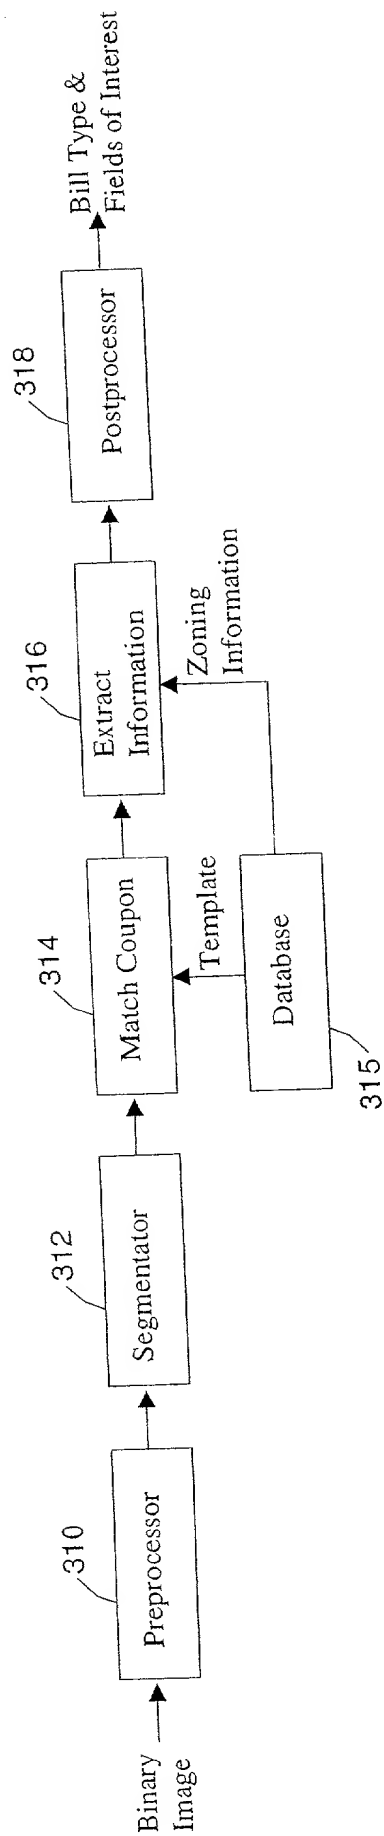 Binary
Image
310
Preprocessor
312
Segmentator
314
Match Coupon
Template
315
Database
316
Extract
Information
Zoning
Information
318
Postprocessor
Bill Type &
Fields of Interest